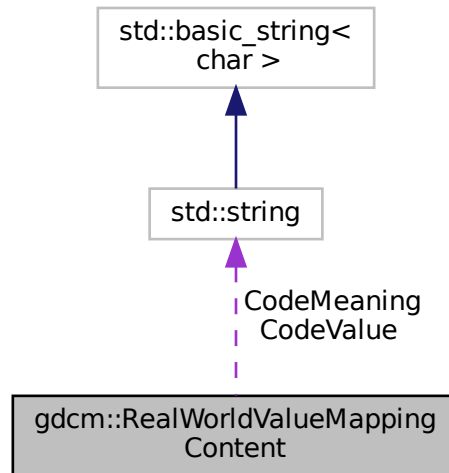 std::basic_string<
char >
std::string
CodeMeaning
CodeValue
gdcm::RealWorldValueMapping
Content